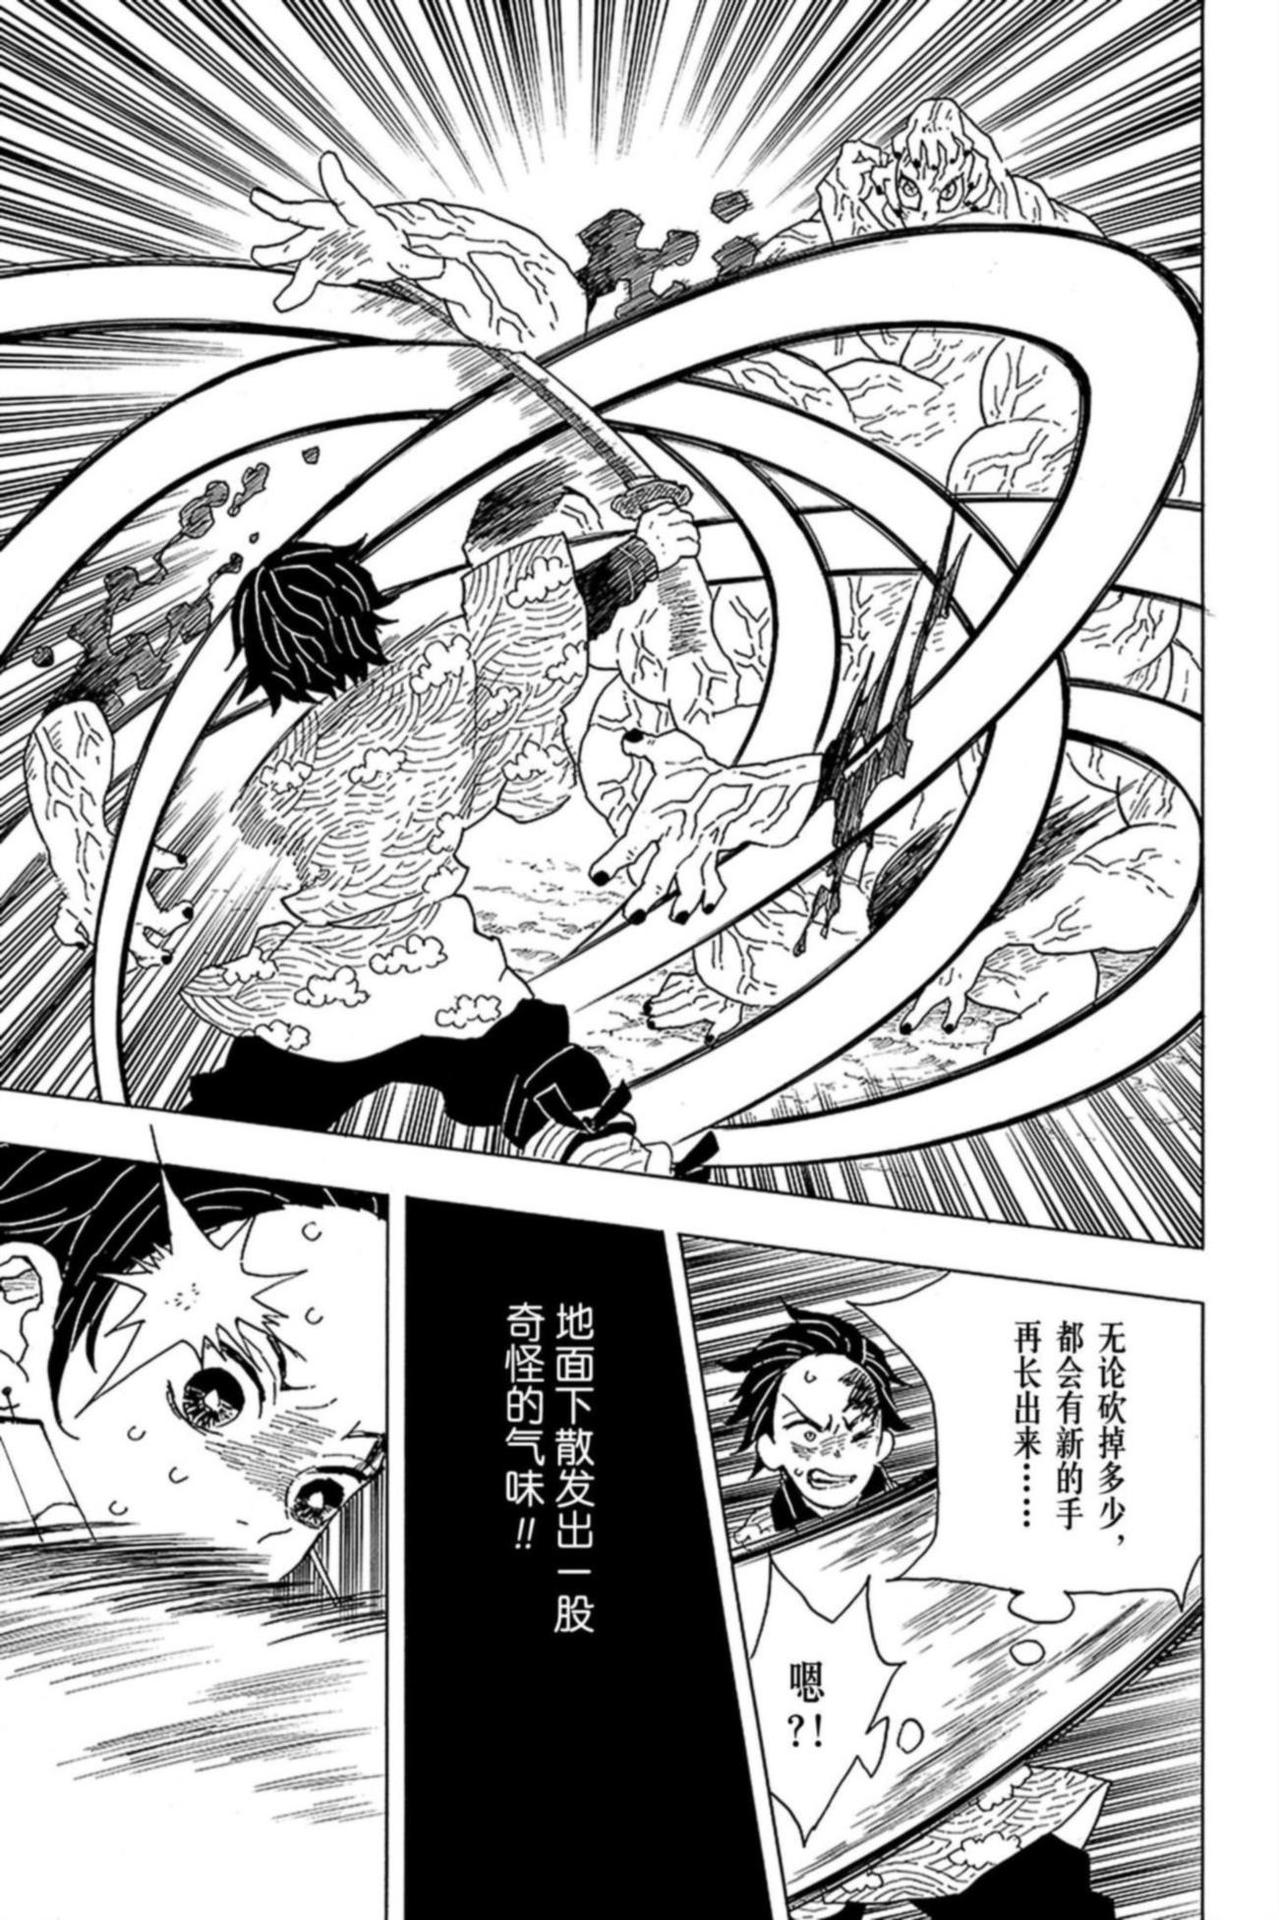 无论砍掉多少，
都会有新的手
再长出来……
嗯？！
地面下散发出一股
奇怪的气味！！